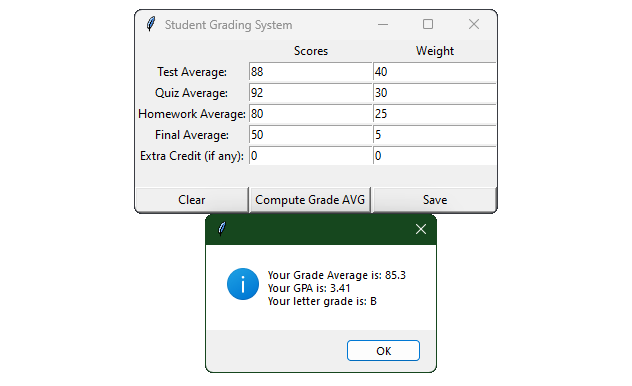 Student Grading System
Scores Weight
Test Average: 88 40
Quiz Average: 92 30
Homework Average: 80 25
Final Average: 50 5
Extra Credit (if any): 0 0
Clear Compute Grade AVG Save
Your Grade Average is: 85.3
Your GPA is: 3.41
Your letter grade is: B
OK